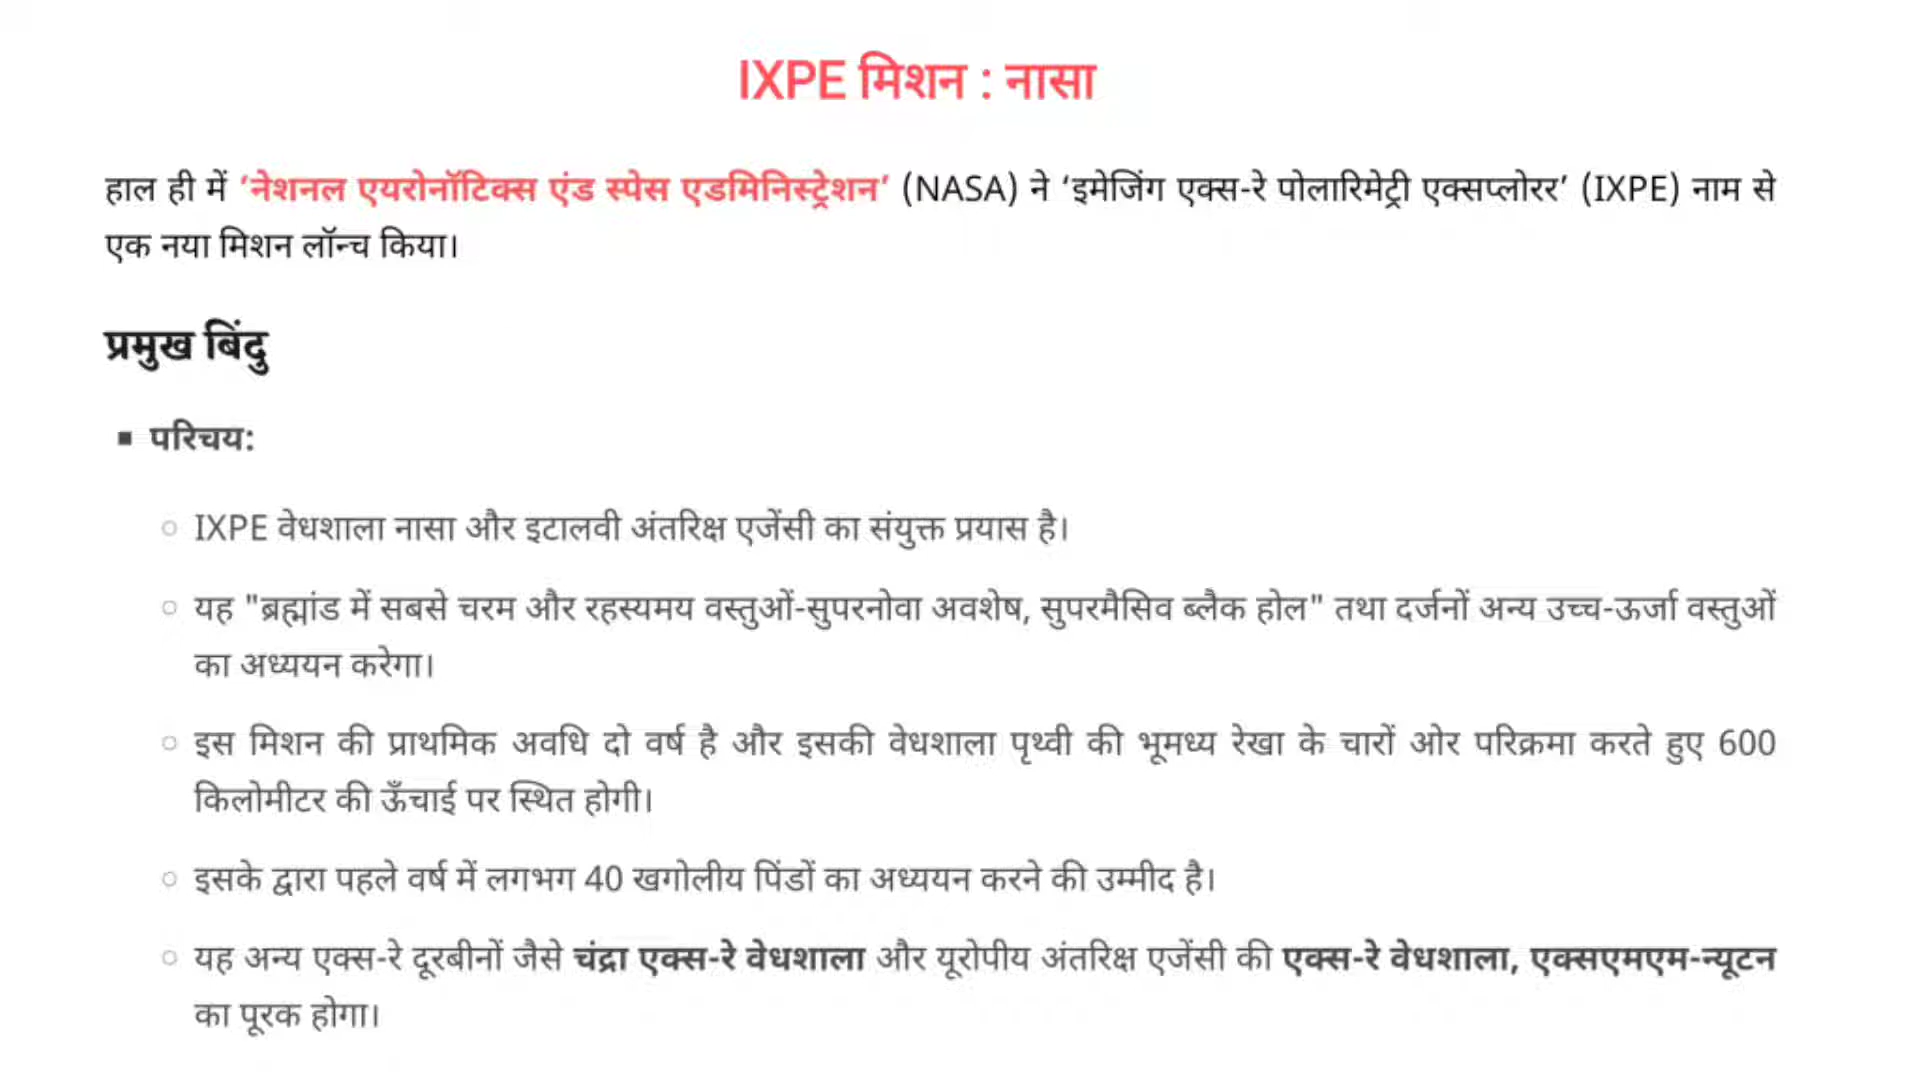 IXPE मिशन : नासा
हाल ही में ‘नेशनल एयरोनॉटिक्स एंड स्पेस एडमिनिस्ट्रेशन’ (NASA) ने ‘इमेजिंग एक्स-रे पोलारिमेट्री एक्सप्लोरर’ (IXPE) नाम से
एक नया मिशन लॉन्च किया।
प्रमुख बिंदु
▪ परिचय:
○ IXPE वेधशाला नासा और इटालवी अंतरिक्ष एजेंसी का संयुक्त प्रयास है।
○ यह "ब्रह्मांड में सबसे चरम और रहस्यमय वस्तुओं-सुपरनोवा अवशेष, सुपरमैसिव ब्लैक होल" तथा दर्जनों अन्य उच्च-ऊर्जा वस्तुओं
का अध्ययन करेगा।
○ इस मिशन की प्राथमिक अवधि दो वर्ष है और इसकी वेधशाला पृथ्वी की भूमध्य रेखा के चारों ओर परिक्रमा करते हुए 600
किलोमीटर की ऊँचाई पर स्थित होगी।
○ इसके द्वारा पहले वर्ष में लगभग 40 खगोलीय पिंडों का अध्ययन करने की उम्मीद है।
○ यह अन्य एक्स-रे दूरबीनों जैसे चंद्रा एक्स-रे वेधशाला और यूरोपीय अंतरिक्ष एजेंसी की एक्स-रे वेधशाला, एक्सएमएम-न्यूटन
का पूरक होगा।